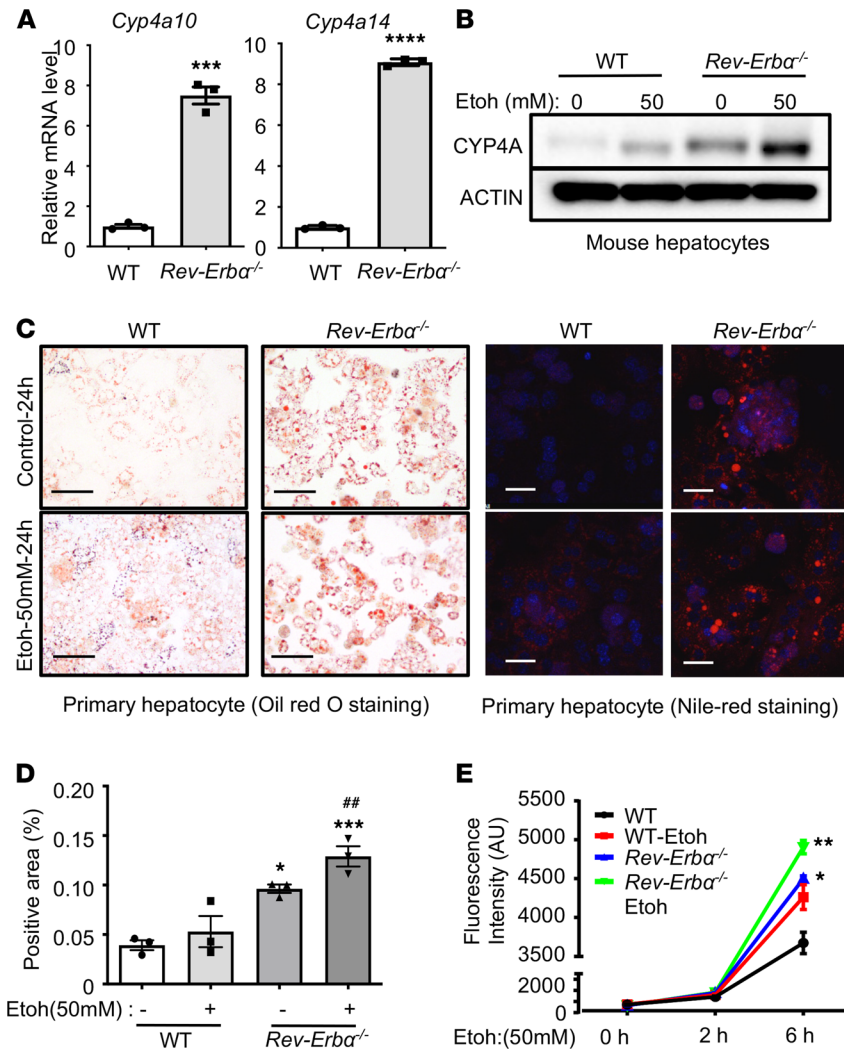 A
Cyp4a10
Cyp4a14
Relative mRNA level
10
8
6
4
2
0
***
WT
Rev-Erbα-/-
10
8
6
4
2
0
****
WT
Rev-Erbα-/-
B
WT
Rev-Erbα-/-
Etoh (mM): 0 50 0 50
CYP4A
ACTIN
Mouse hepatocytes
C
WT
Rev-Erbα-/-
WT
Rev-Erbα-/-
Control-24h
Etoh-50mM-24h
Primary hepatocyte (Oil red O staining)
Primary hepatocyte (Nile-red staining)
D
Positive area (%)
0.20
0.15
0.10
0.05
0
*
##
***
Etoh(50mM) : - + - +
WT
Rev-Erbα-/-
E
Fluorescence
Intensity (AU)
5500
5000
4500
4000
3500
2000
0
WT
WT-Etoh
Rev-Erbα-/-
Rev-Erbα-/-
Etoh
**
*
Etoh:(50mM) 0 h 2 h 6 h